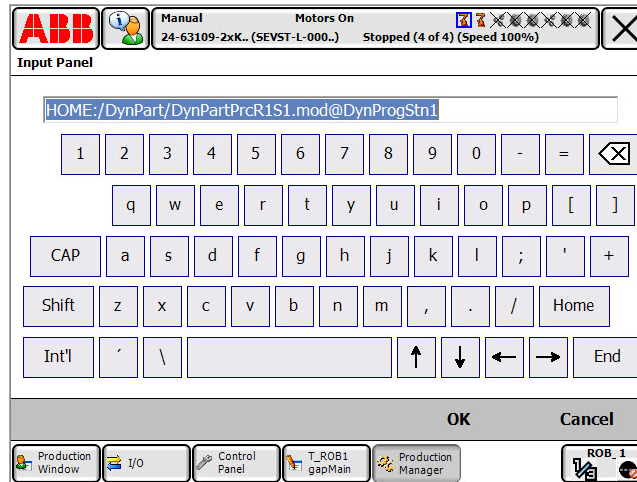 ABB
Manual Motors On
24-63109-2xK.. (SEVST-L-000..) Stopped (4 of 4) (Speed 100%)
Input Panel
HOME:/DynPart/DynPartPrcR1S1.mod@DynProgStn1
1 2 3 4 5 6 7 8 9 0 - =
q w e r t y u i o p [ ]
CAP a s d f g h j k l ; ' +
Shift z x c v b n m , . / Home
Int'l ´ \ ↑ ↓ ← → End
OK Cancel
Production Window
I/O
Control Panel
T_ROB1 gapMain
Production Manager
ROB_1
1/3